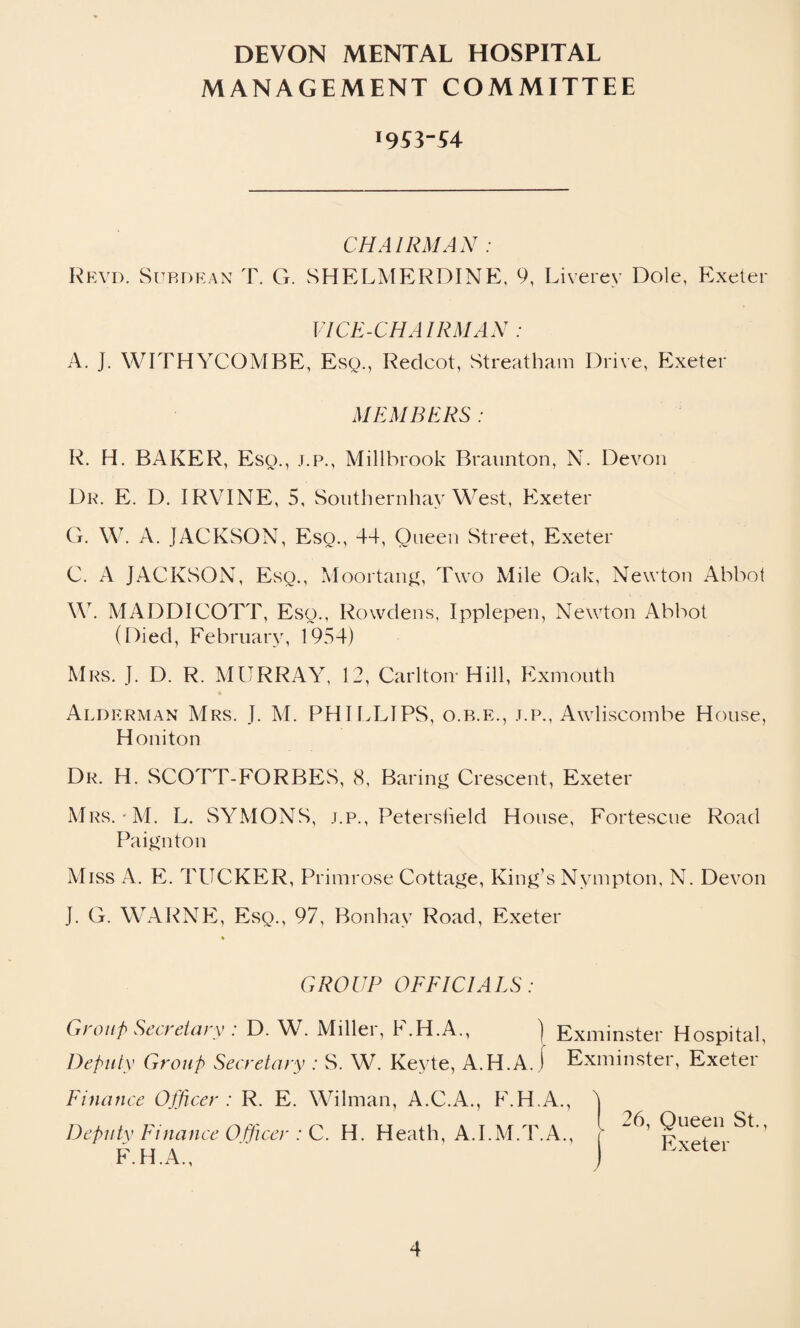 DEVON MENTAL HOSPITAL
MANAGEMENT COMMITTEE
1953-54
CHAIRMAN :
REVD. SUBDEAN T. G. SHELMERDINE, 9, Liverey Dole, Exeter
VICE-CHAIRMAN :
A. J. WITHYCOMBE, ESQ., Redcot, Streatham Drive, Exeter
MEMBERS :
R. H. BAKER, ESQ., J.P., Millbrook Braunton, N. Devon
DR. E. D. IRVINE, 5, Southernhay West, Exeter
G. W. A. JACKSON, ESQ., 44, Queen Street, Exeter
C. A JACKSON, ESQ., Moortang, Two Mile Oak, Newton Abbot
W. MADDICOTT, ESQ., Rowdens, Ipplepen, Newton Abbot
(Died, February, 1954)
MRS. J. D. R. MURRAY, 12, Carlton Hill, Exmouth
ALDERMAN MRS. J. M. PHILLIPS, O.B.E., J.P., Awliscombe House,
Honiton
DR. H. SCOTT-FORBES, 8, Baring Crescent, Exeter
MRS. M. L. SYMONS, J.P., Petersfield House, Fortescue Road
Paignton
MISS A. E. TUCKER, Primrose Cottage, King's Nympton, N. Devon
J. G. WARNE, ESQ., 97, Bonhay Road, Exeter
GROUP OFFICIALS :
Group Secretary : D. W. Miller, F.H.A., } Exminster Hospital,
Deputy Group Secretary : S. W. Keyte, A.H.A. } Exminster, Exeter
Finance Officer : R. E. Wilman, A.C.A., F.H.A.,
Deputy Finance Officer : C. H. Heath, A.I.M.T.A., } 26, Queen St.,
F.H.A., Exeter
4